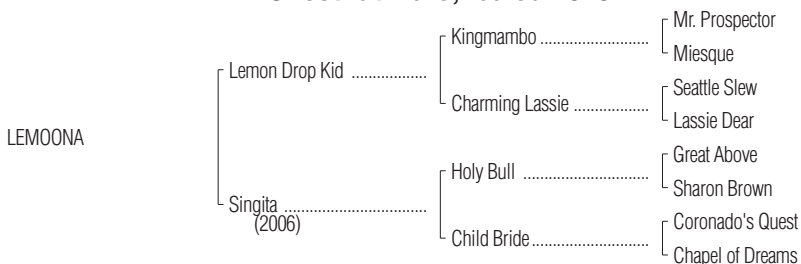 Kingmambo ....................
Mr. Prospector
Miesque
Lemon Drop Kid ..................
Charming Lassie ..................
Seattle Slew
Lassie Dear
LEMOONA
Holy Bull ..............................
Great Above
Sharon Brown
Singita ..................................
(2006)
Child Bride............................
Coronado's Quest
Chapel of Dreams